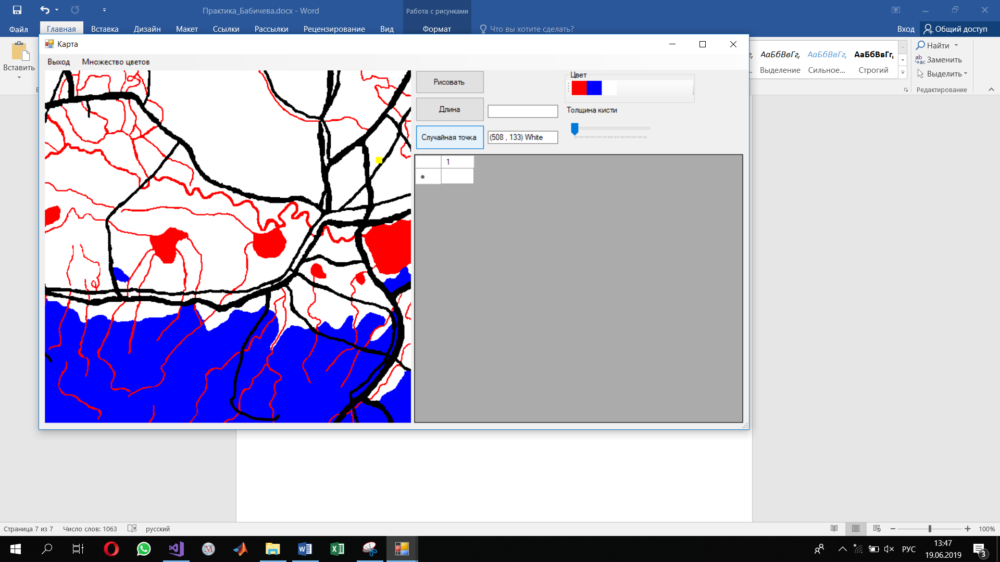 Практика_Бабичева.docx - Word
Работа с рисунками
Файл
Главная
Вставка
Дизайн
Макет
Ссылки
Рассылки
Рецензирование
Вид
Формат
Что вы хотите сделать?
Вход
Общий доступ
Вставить
Карта
Выход
Множество цветов
Рисовать
Длина
Случайная точка
(508 , 133) White
Цвет
Толщина кисти
1
АаБбВвГг,
АаБбВвГг,
АаБбВвГг,
Выделение
Сильное...
Строгий
Найти
Заменить
Выделить
Редактирование
Страница 7 из 7
Число слов: 1063
русский
100%
РУС
13:47
19.06.2019
3